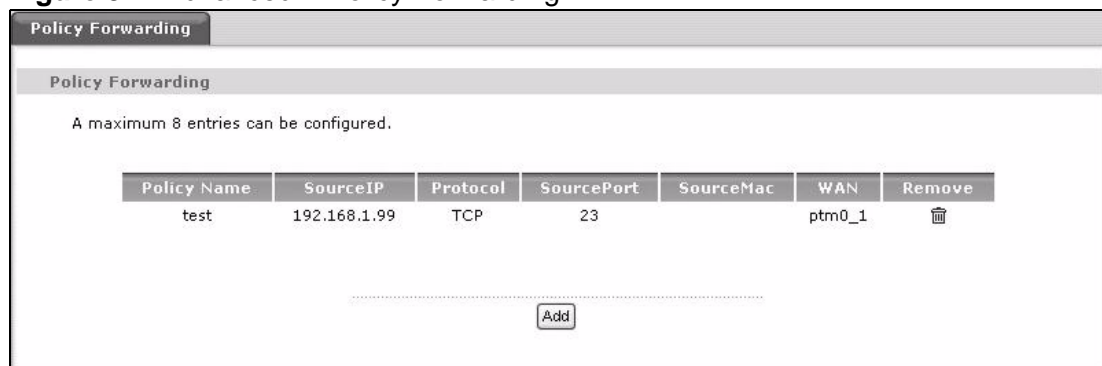 Policy Forwarding
Policy Forwarding
A maximum 8 entries can be configured.
Policy Name SourceIP Protocol SourcePort SourceMac WAN Remove
test 192.168.1.99 TCP 23 ptm0_1
Add